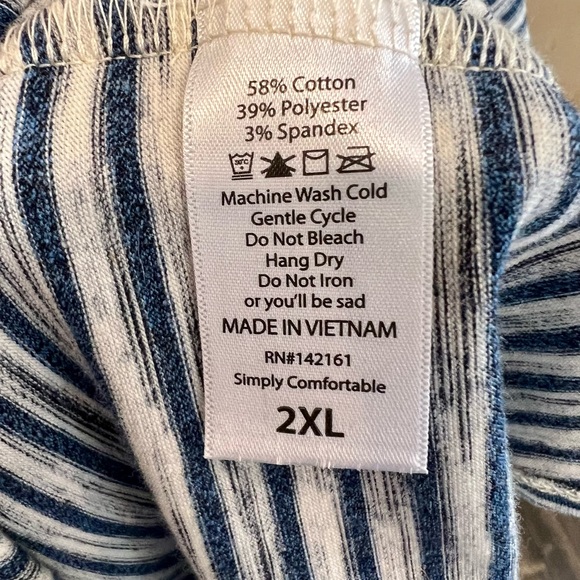 58% Cotton
39% Polyester
3% Spandex
Machine Wash Cold
Gentle Cycle
Do Not Bleach
Hang Dry
Do Not Iron
or you'll be sad
MADE IN VIETNAM
RN#142161
Simply Comfortable
2XL